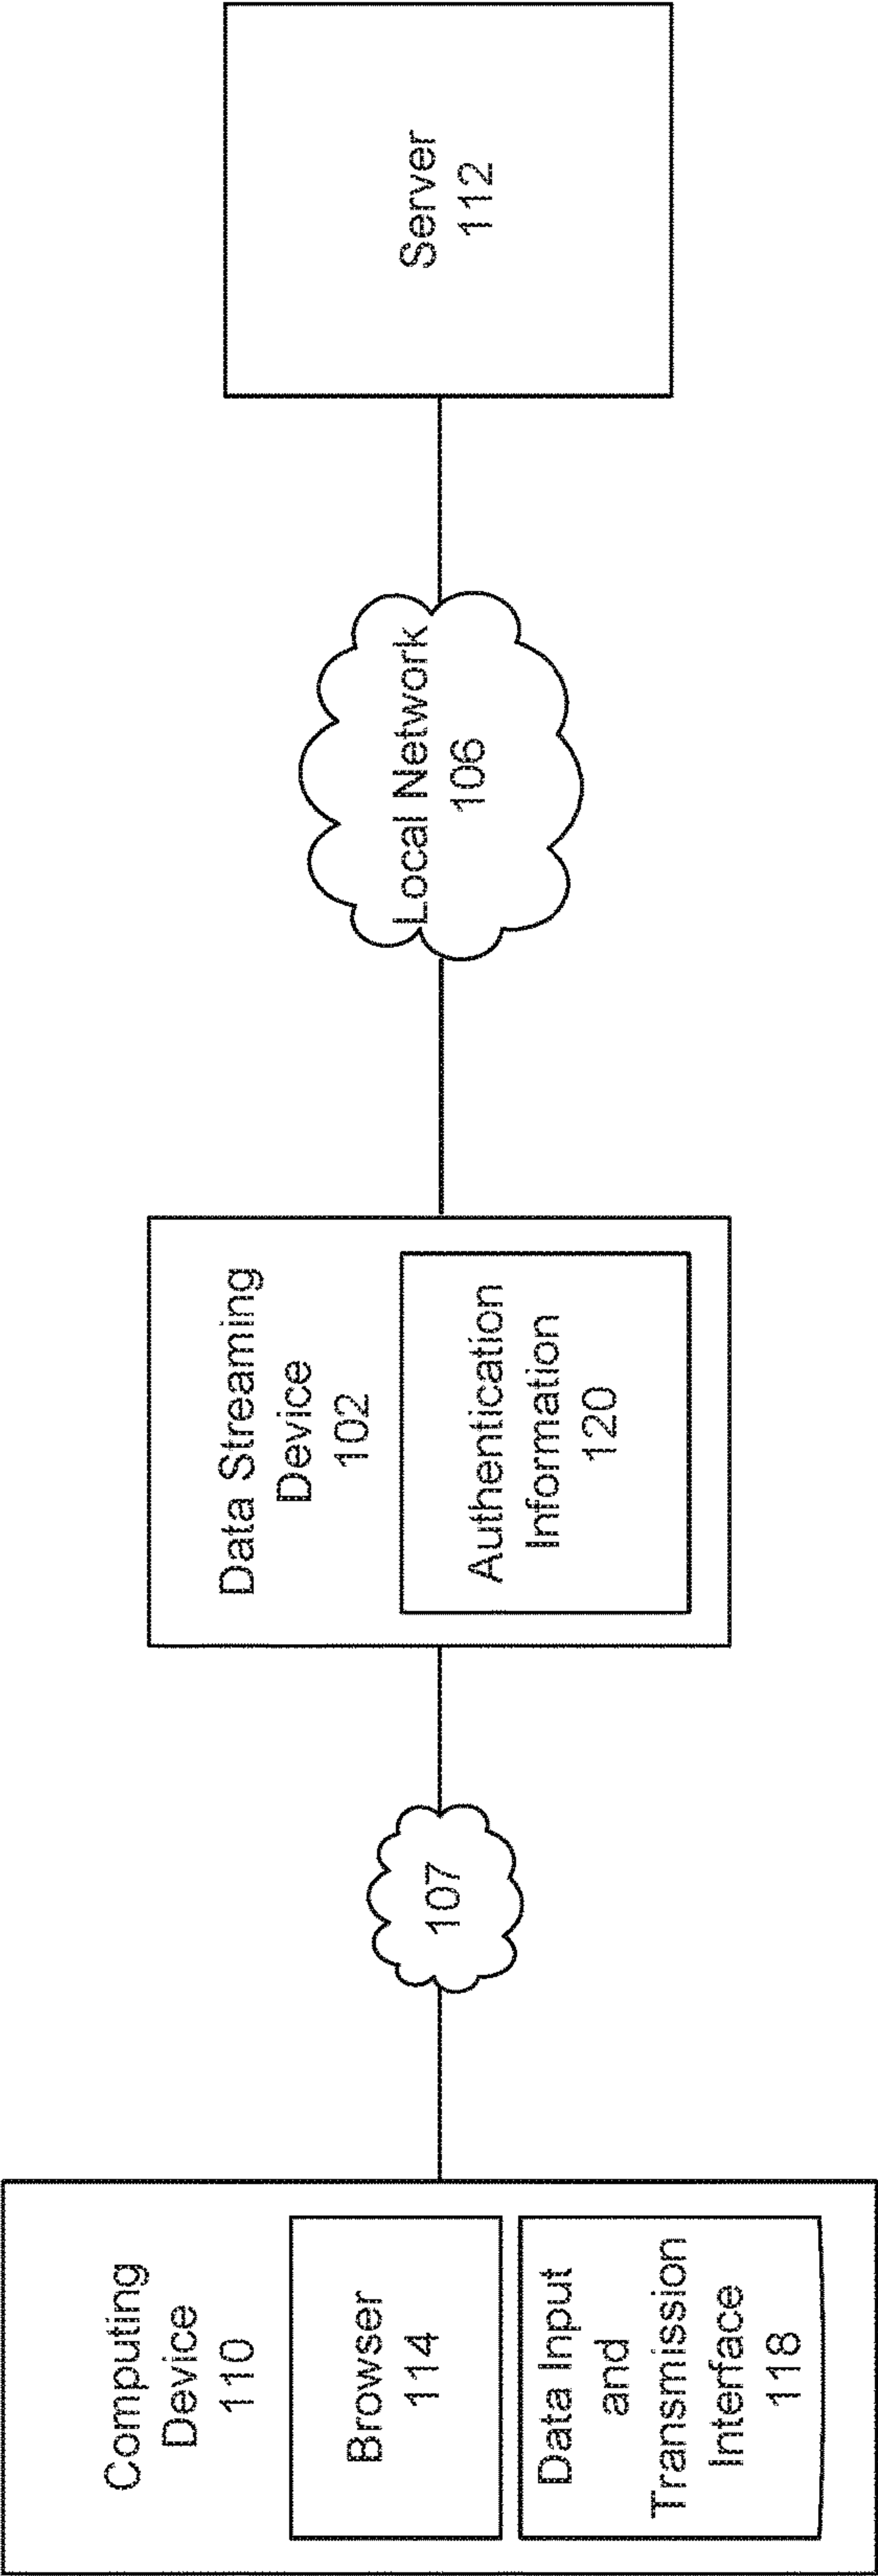 Computing
Device
110
Browser
114
Data Input
and
Transmission
Interface
118
107
Data Streaming
Device
102
Authentication
Information
120
Local Network
106
Server
112